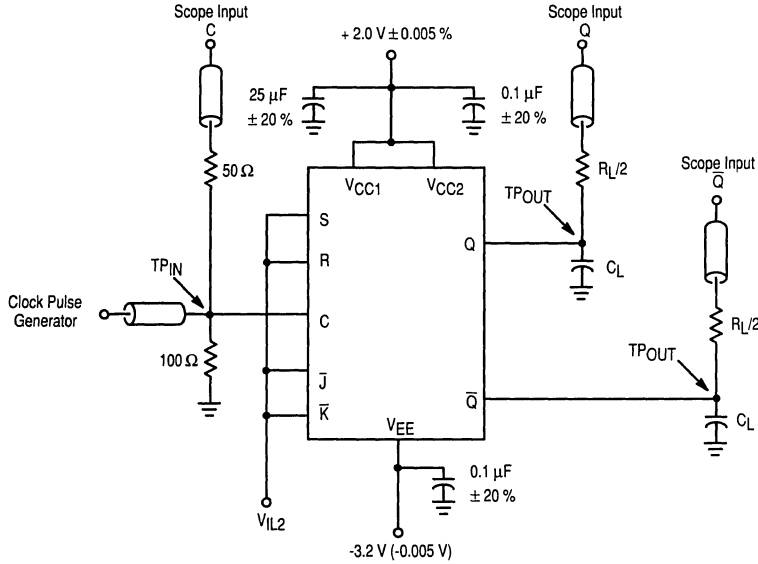 Scope Input
C
+ 2.0 V ± 0.005 %
Scope Input
Q
25 µF
± 20 %
0.1 µF
± 20 %
50 Ω
VCC1
VCC2
RL/2
Scope Input
Q̅
S
TPOUT
Q
R
CL
TPIN
Clock Pulse
Generator
C
RL/2
100 Ω
TPOUT
J̅
K̅
Q̅
CL
VEE
0.1 µF
± 20 %
VIL2
-3.2 V (-0.005 V)